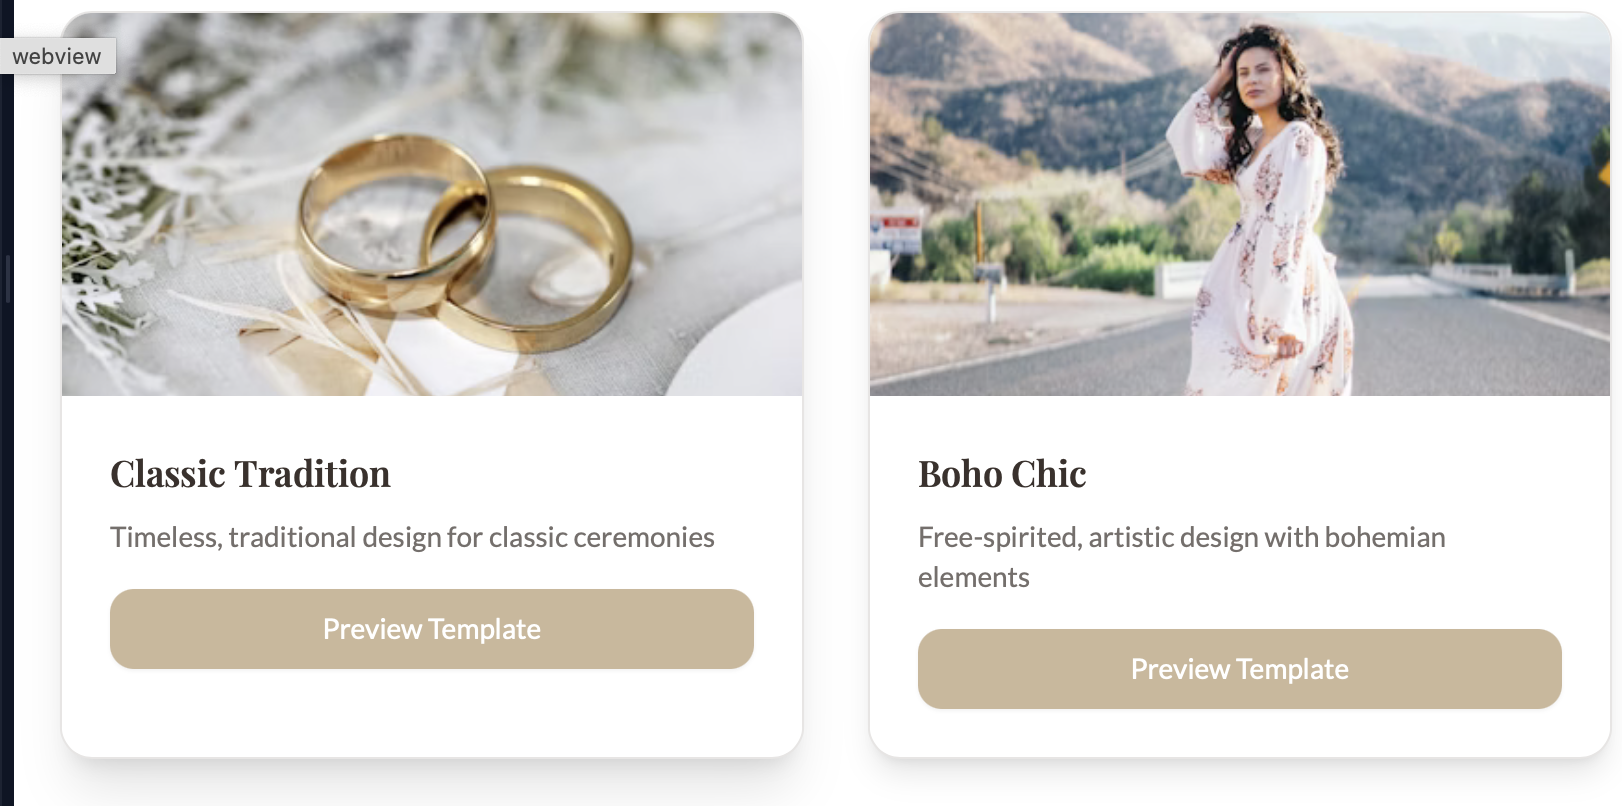 webview
Classic Tradition
Timeless, traditional design for classic ceremonies
Preview Template
Boho Chic
Free-spirited, artistic design with bohemian
elements
Preview Template